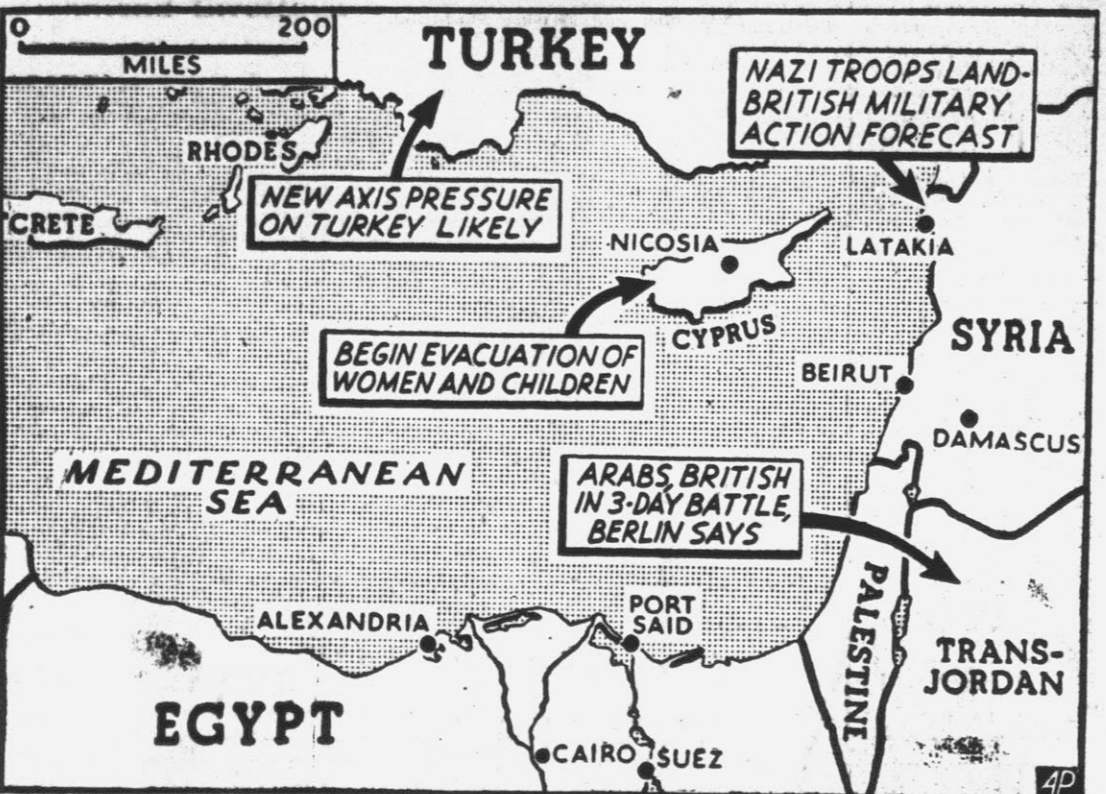 0 200
MILES
TURKEY
NAZI TROOPS LAND-
BRITISH MILITARY
ACTION FORECAST
RHODES
NEW AXIS PRESSURE
ON TURKEY LIKELY
CRETE
NICOSIA
LATAKIA
CYPRUS
SYRIA
BEGIN EVACUATION OF
WOMEN AND CHILDREN
BEIRUT
DAMASCUS
MEDITERRANEAN
SEA
ARABS, BRITISH
IN 3-DAY BATTLE,
BERLIN SAYS
PALESTINE
ALEXANDRIA
PORT
SAID
TRANS-
JORDAN
EGYPT
CAIRO
SUEZ
AP